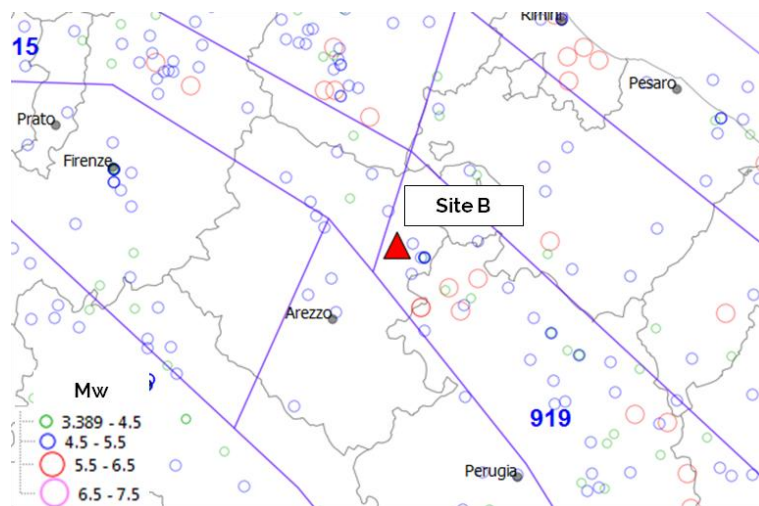 Rimini
15
Pesaro
Prato
Firenze
Site B
Arezzo
Mw
3.389 - 4.5
4.5 - 5.5
5.5 - 6.5
6.5 - 7.5
919
Perugia